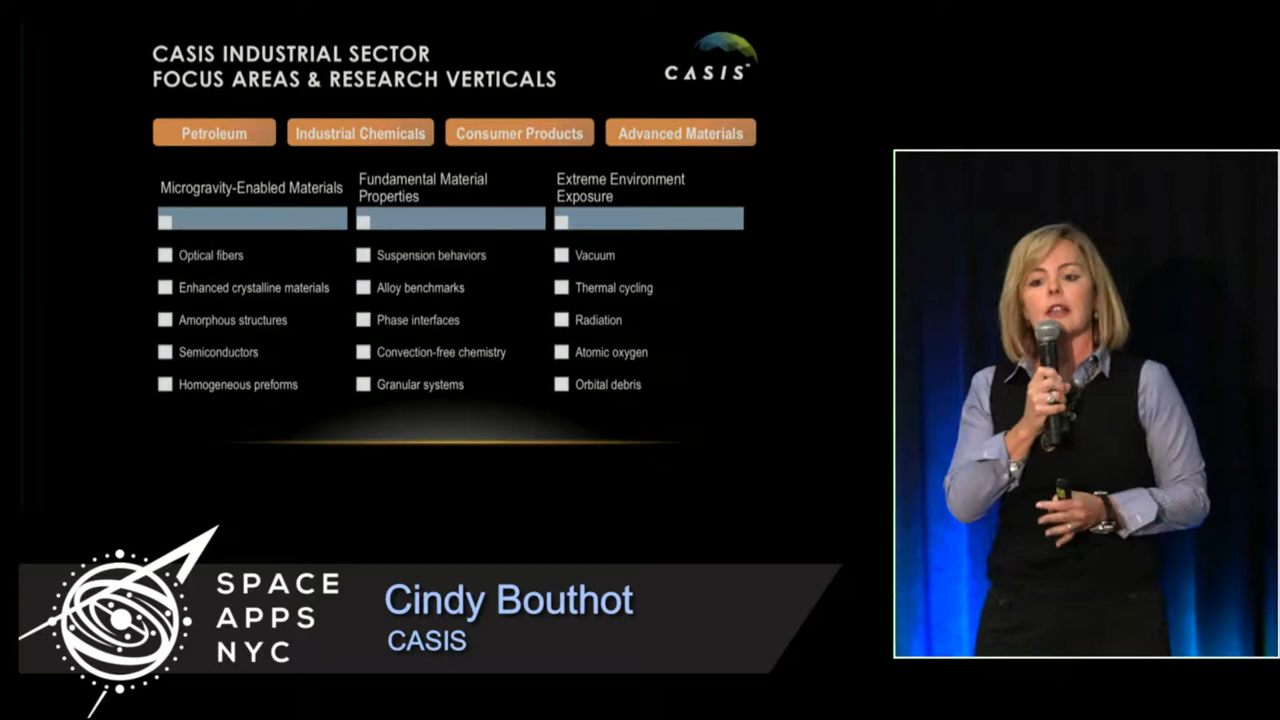 CASIS INDUSTRIAL SECTOR
FOCUS AREAS & RESEARCH VERTICALS
CASIS™
Petroleum
Industrial Chemicals
Consumer Products
Advanced Materials
Microgravity-Enabled Materials
Optical fibers
Enhanced crystalline materials
Amorphous structures
Semiconductors
Homogeneous preforms
Fundamental Material
Properties
Suspension behaviors
Alloy benchmarks
Phase interfaces
Convection-free chemistry
Granular systems
Extreme Environment
Exposure
Vacuum
Thermal cycling
Radiation
Atomic oxygen
Orbital debris
SPACE
APPS
NYC
Cindy Bouthot
CASIS